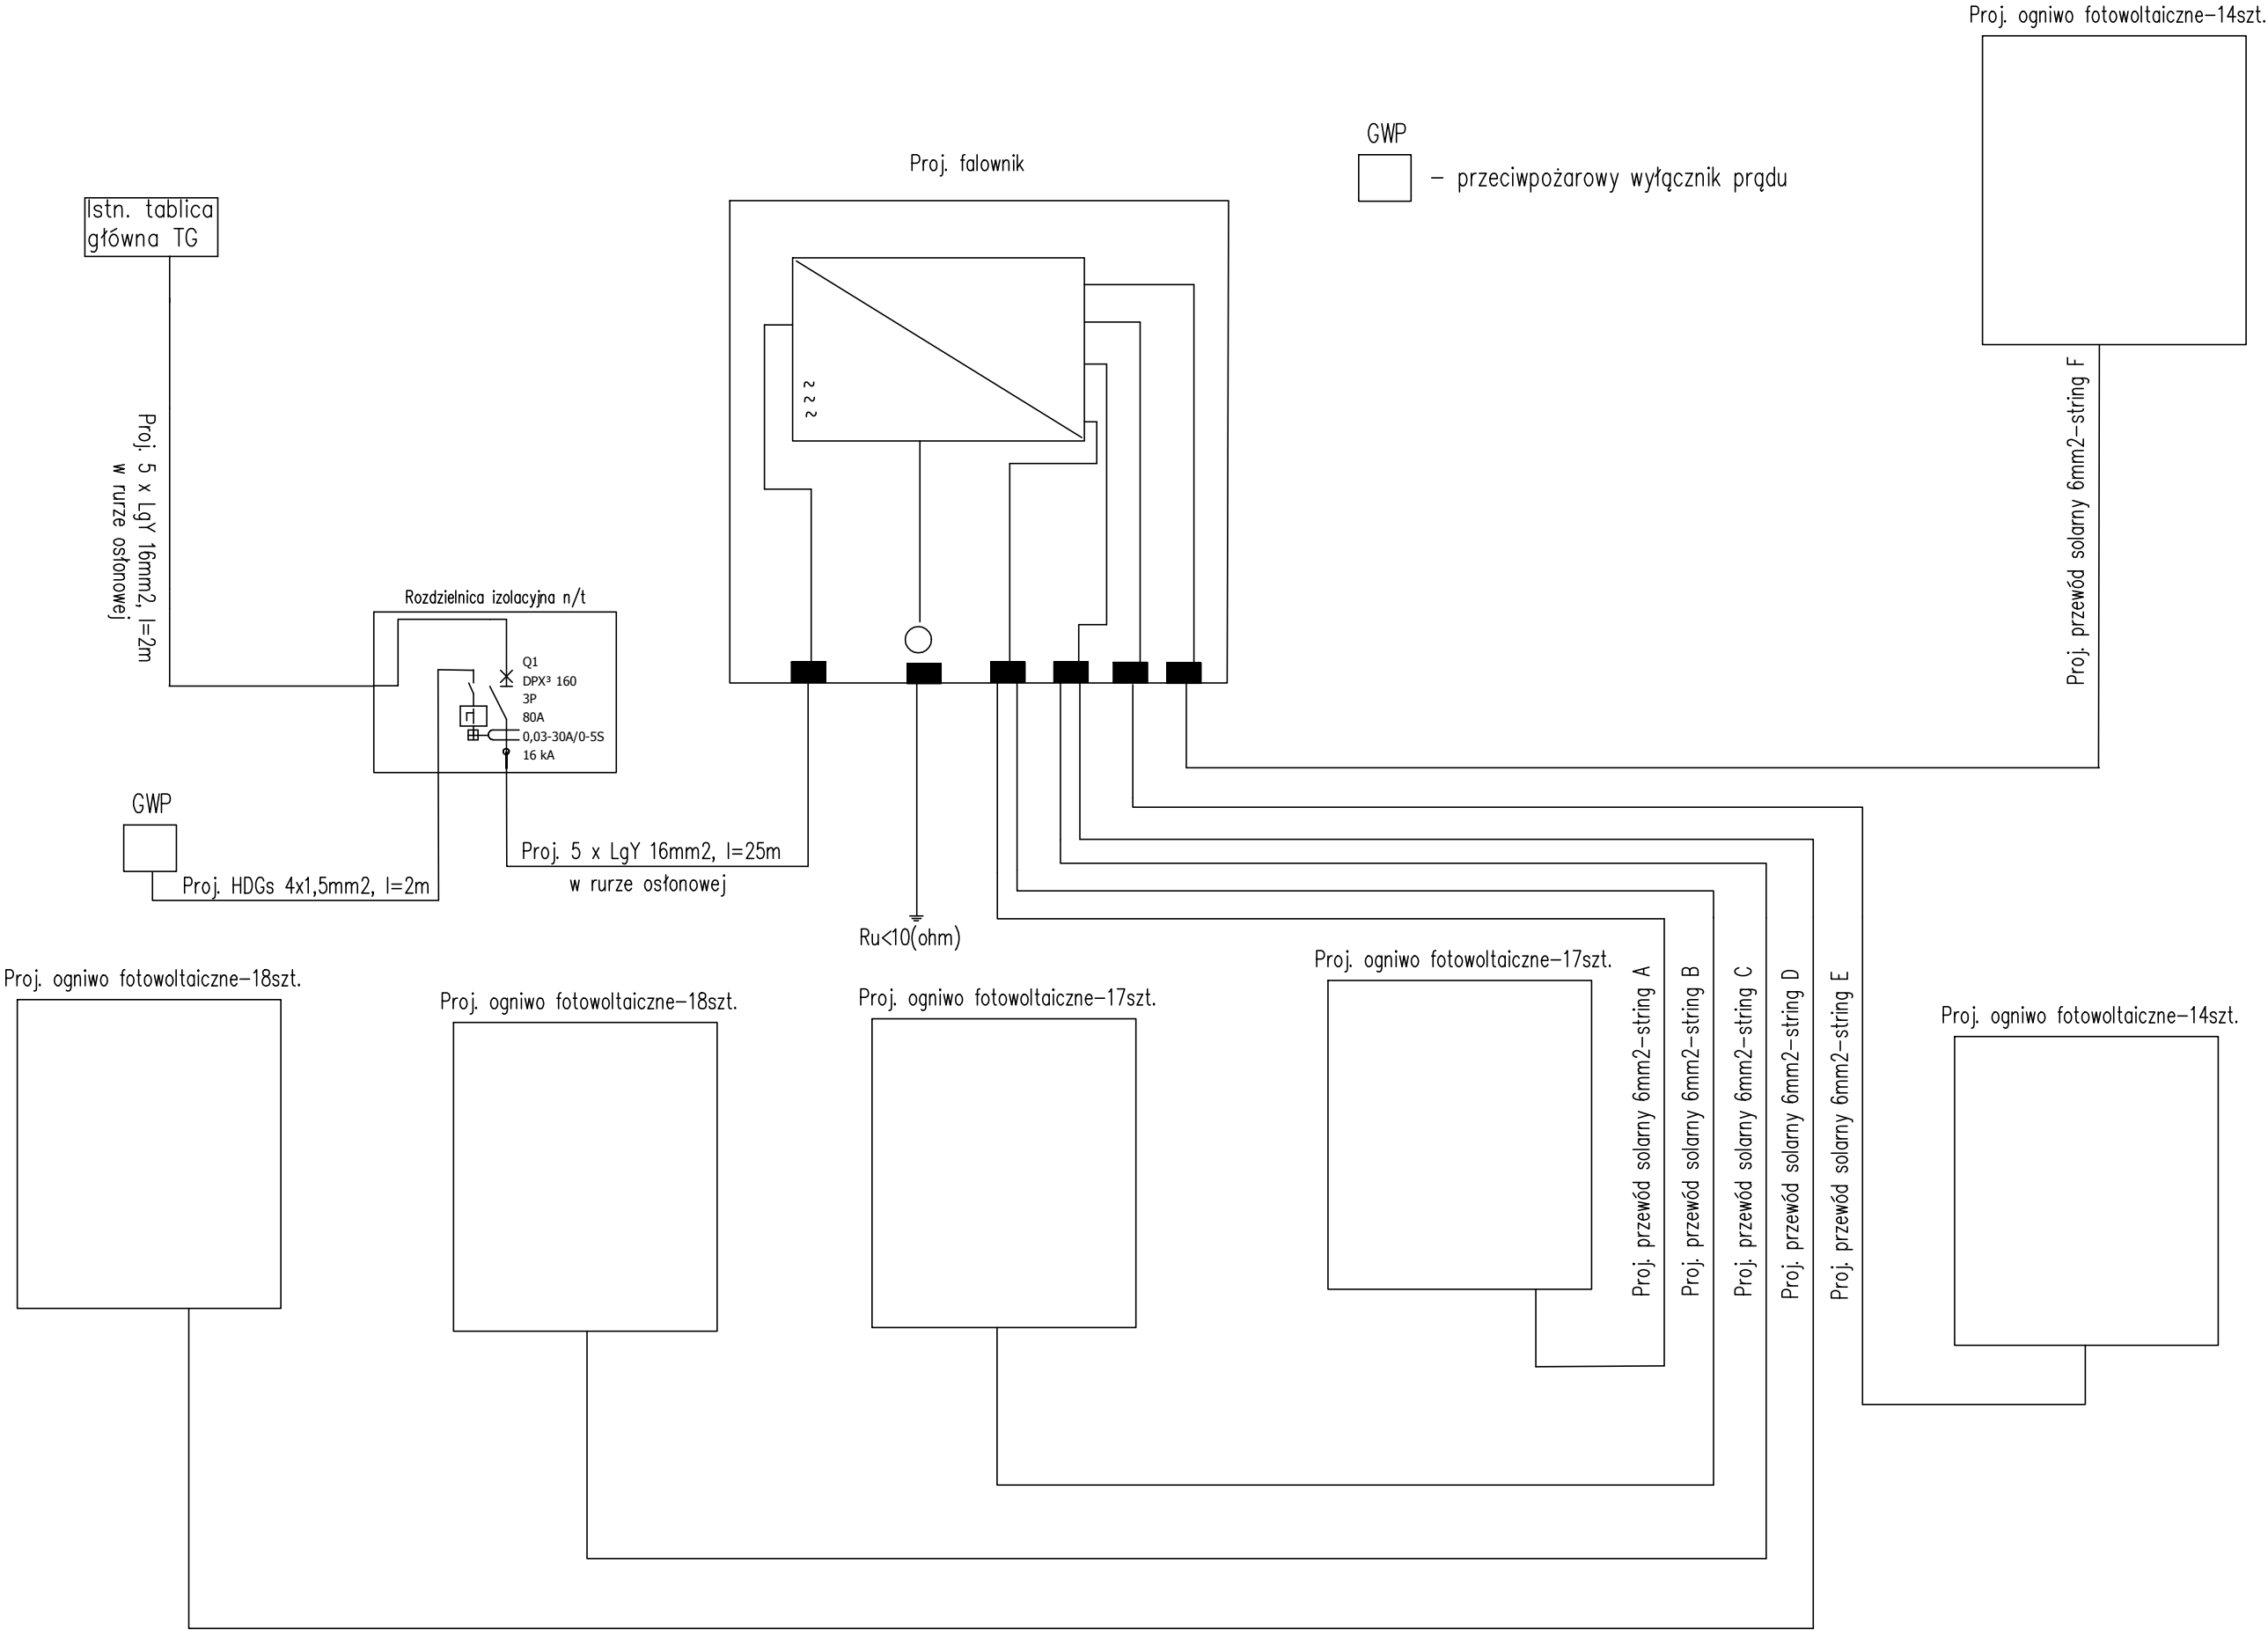 Proj. ogniwo fotowoltaiczne-14szt.
GWP
- przeciwpożarowy wyłącznik prądu
Proj. falownik
Istn. tablica
główna TG
Proj. 5 x LgY 16mm2, l=2m
w rurze osłonowej
Proj. przewód solarny 6mm2-string F
Rozdzielnica izolacyjna n/t
Q1
DPX³ 160
3P
80A
0,03-30A/0-5S
16 kA
GWP
Proj. HDGs 4x1,5mm2, l=2m
Proj. 5 x LgY 16mm2, l=25m
w rurze osłonowej
Ru<10(ohm)
Proj. ogniwo fotowoltaiczne-18szt.
Proj. ogniwo fotowoltaiczne-18szt.
Proj. ogniwo fotowoltaiczne-17szt.
Proj. ogniwo fotowoltaiczne-17szt.
Proj. przewód solarny 6mm2-string A
Proj. przewód solarny 6mm2-string B
Proj. przewód solarny 6mm2-string C
Proj. przewód solarny 6mm2-string D
Proj. przewód solarny 6mm2-string E
Proj. ogniwo fotowoltaiczne-14szt.